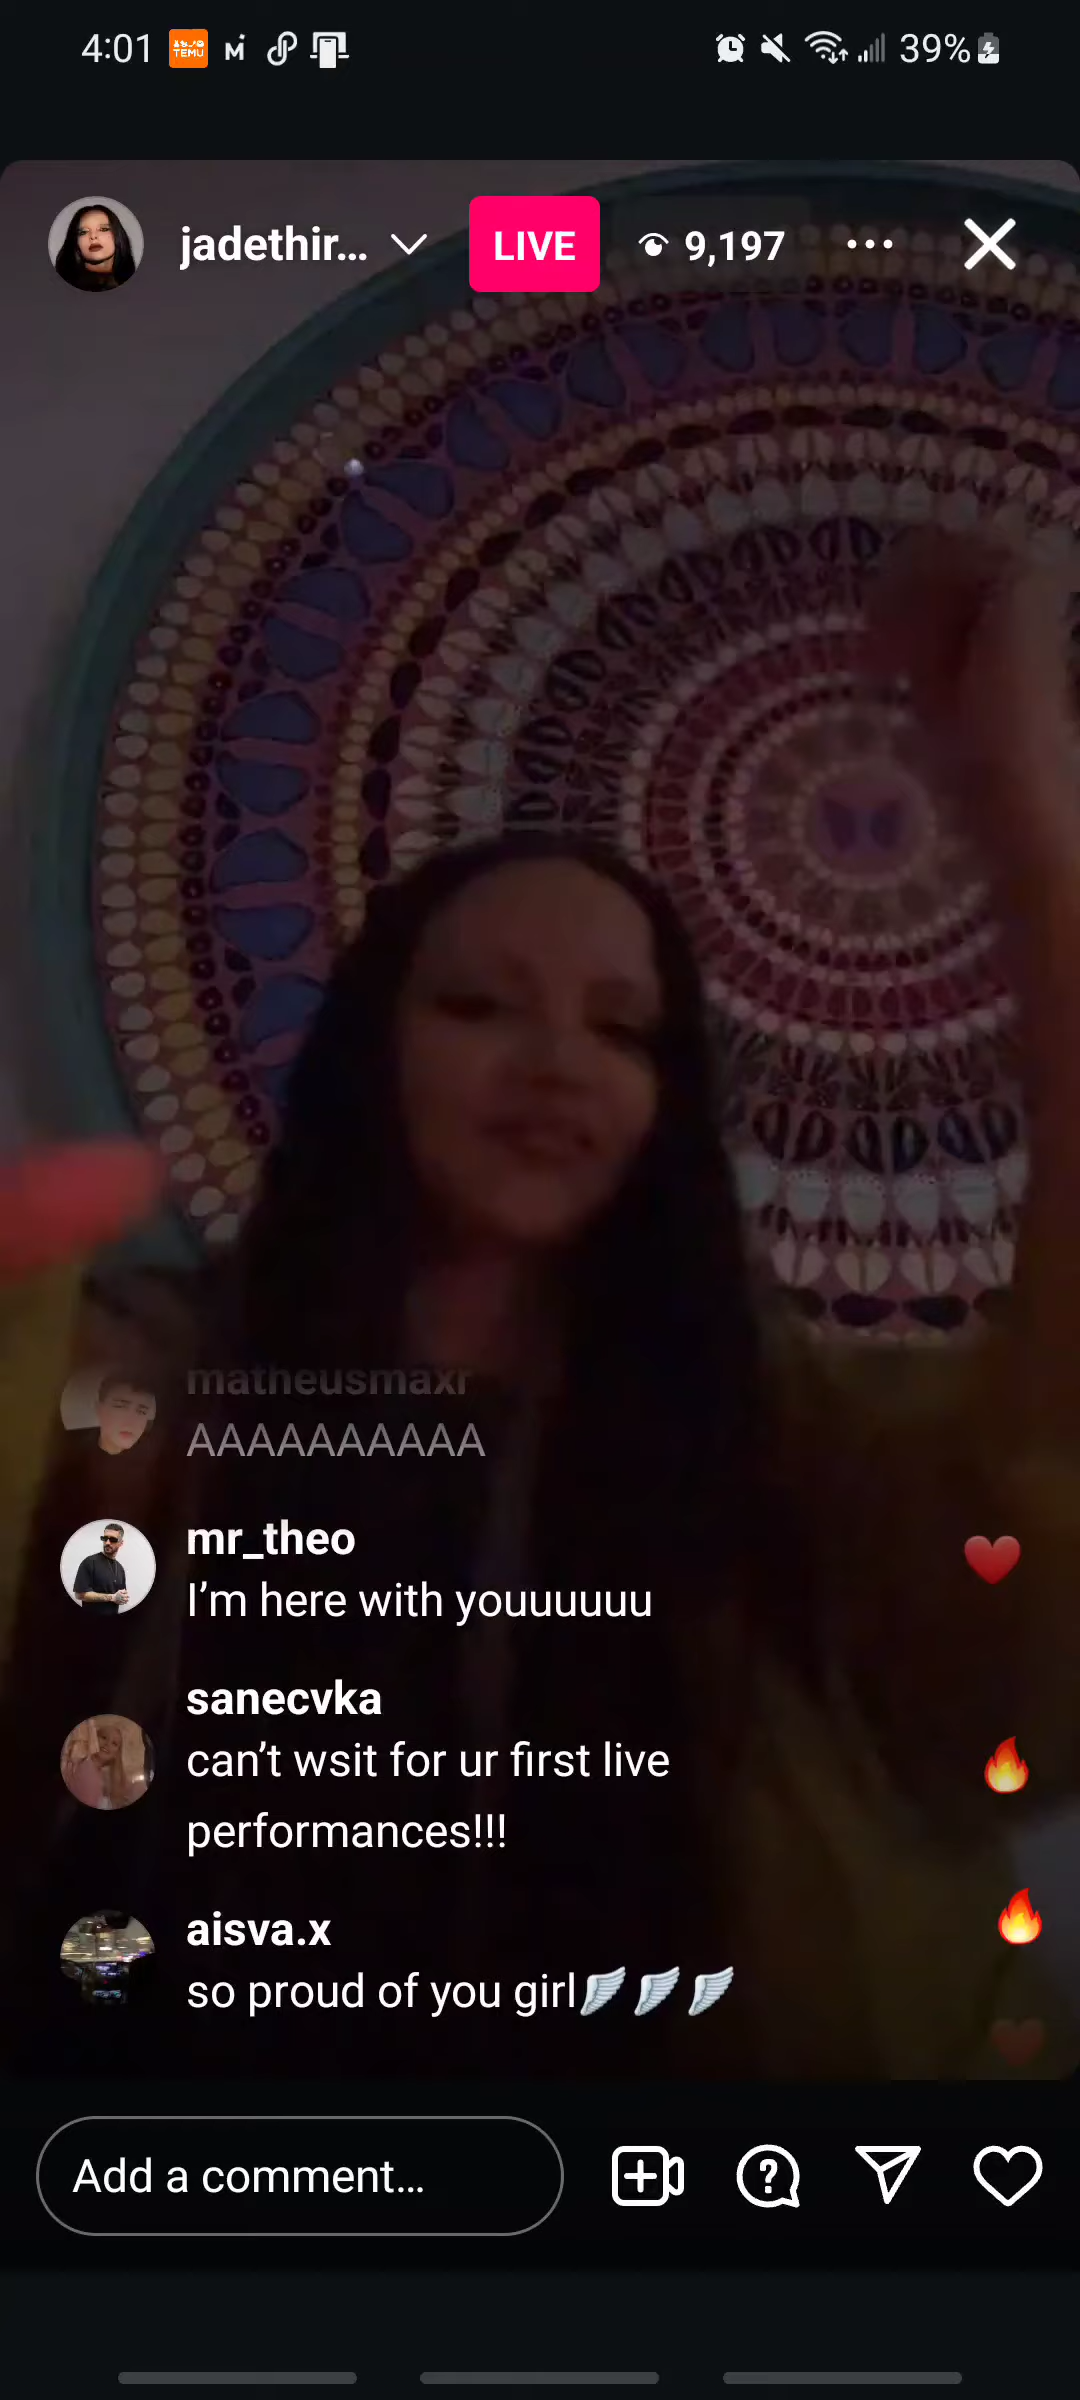 4:01
TEMU
39%
jadethir...
LIVE
9,197
matheusmaxr
AAAAAAAAAA
mr_theo
I’m here with youuuuuu
sanecvka
can’t wsit for ur first live
performances!!!
aisva.x
so proud of you girl🪽🪽🪽
Add a comment...